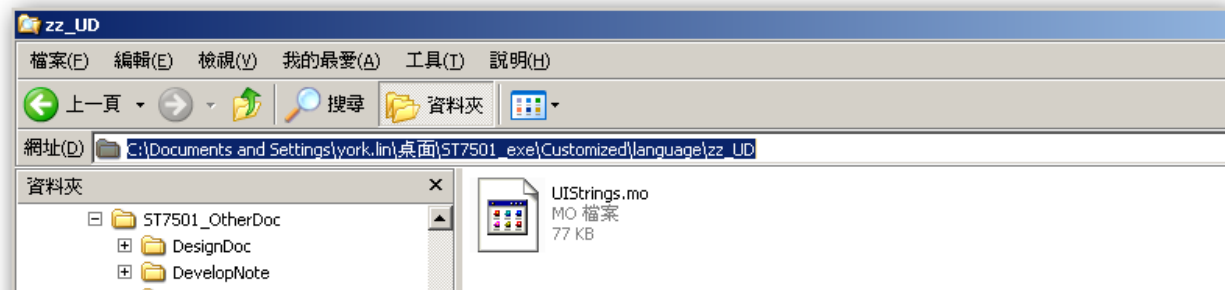 zz_UD
檔案(F) 編輯(E) 檢視(V) 我的最愛(A) 工具(T) 說明(H)
上一頁 搜尋 資料夾
網址(D) C:\Documents and Settings\york.lin\桌面\ST7501_exe\Customized\language\zz_UD
資料夾
ST7501_OtherDoc
DesignDoc
DevelopNote
UIStrings.mo
MO 檔案
77 KB